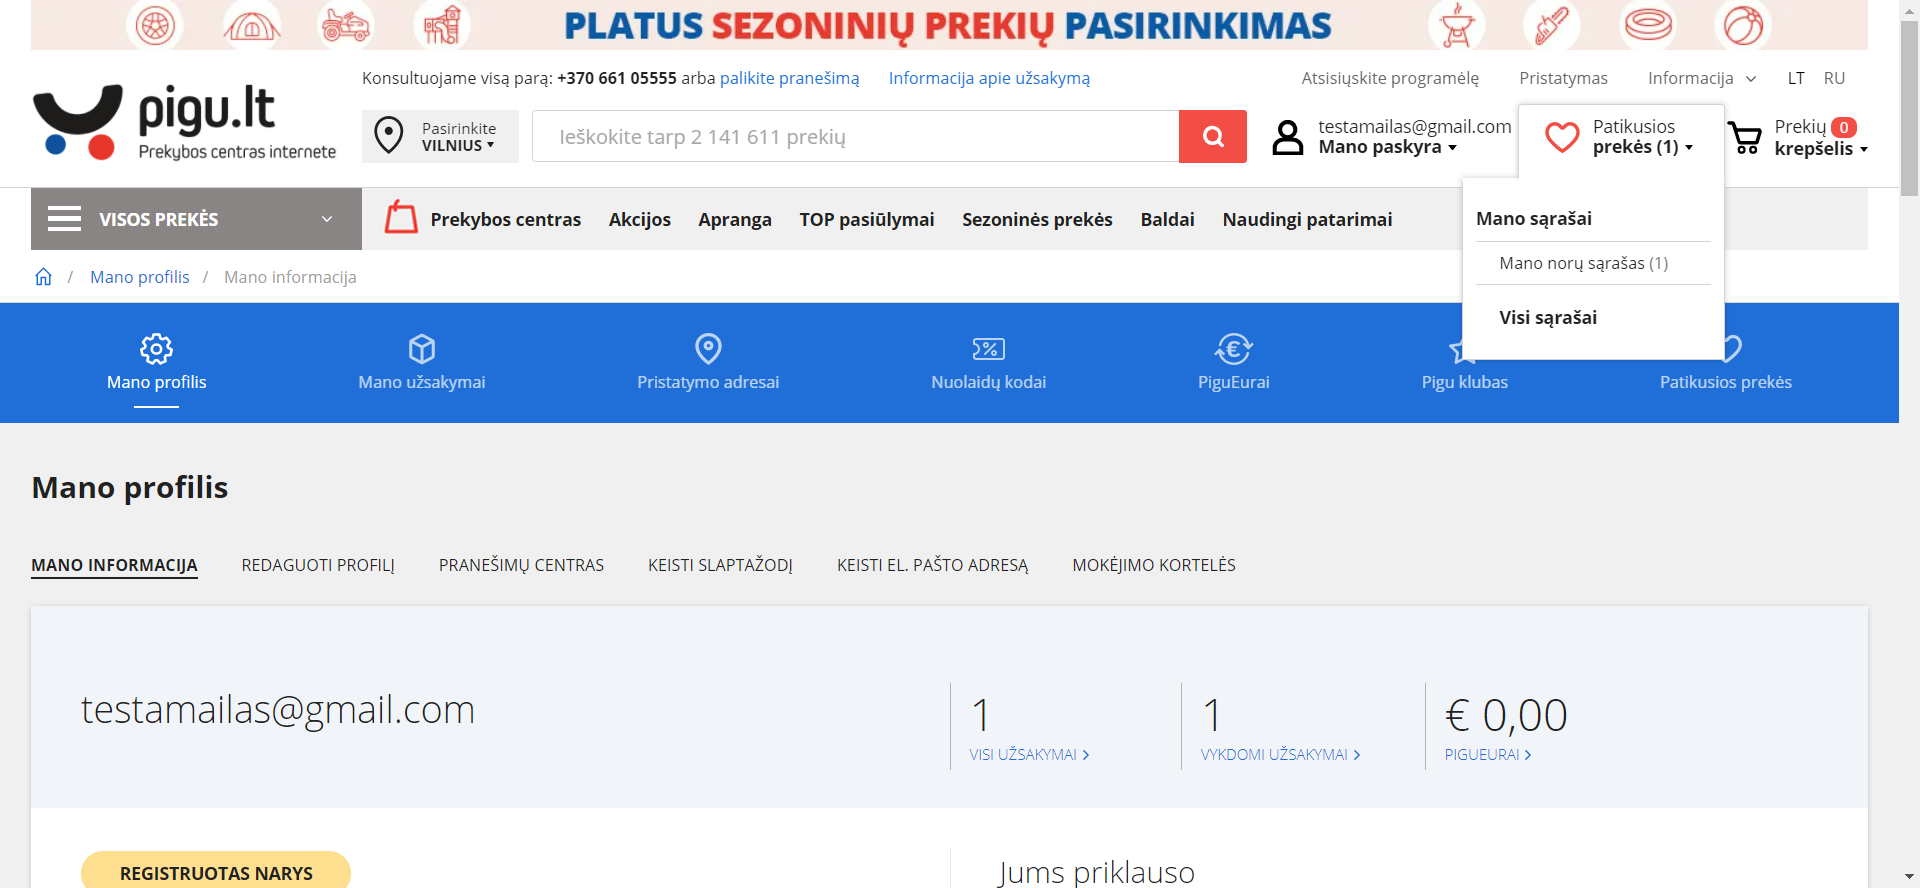 PLATUS SEZONINIŲ PREKIŲ PASIRINKIMAS
Konsultuojame visą parą: +370 661 05555 arba palikite pranešimą
Informacija apie užsakymą
Atsisiųskite programėlę
Pristatymas
Informacija
LT
RU
pigu.lt
Prekybos centras internete
Pasirinkite
VILNIUS
Ieškokite tarp 2 141 611 prekių
testamailas@gmail.com
Mano paskyra
Patikusios
prekės (1)
Prekių 0
krepšelis
VISOS PREKĖS
Prekybos centras
Akcijos
Apranga
TOP pasiūlymai
Sezoninės prekės
Baldai
Naudingi patarimai
Mano sąrašai
Mano norų sąrašas (1)
Visi sąrašai
/ Mano profilis / Mano informacija
Mano profilis
Mano užsakymai
Pristatymo adresai
Nuolaidų kodai
PiguEurai
Pigu klubas
Patikusios prekės
Mano profilis
MANO INFORMACIJA
REDAGUOTI PROFILĮ
PRANEŠIMŲ CENTRAS
KEISTI SLAPTAŽODĮ
KEISTI EL. PAŠTO ADRESĄ
MOKĖJIMO KORTELĖS
testamailas@gmail.com
1
VISI UŽSAKYMAI
1
VYKDOMI UŽSAKYMAI
€ 0,00
PIGUEURAI
REGISTRUOTAS NARYS
Jums priklauso